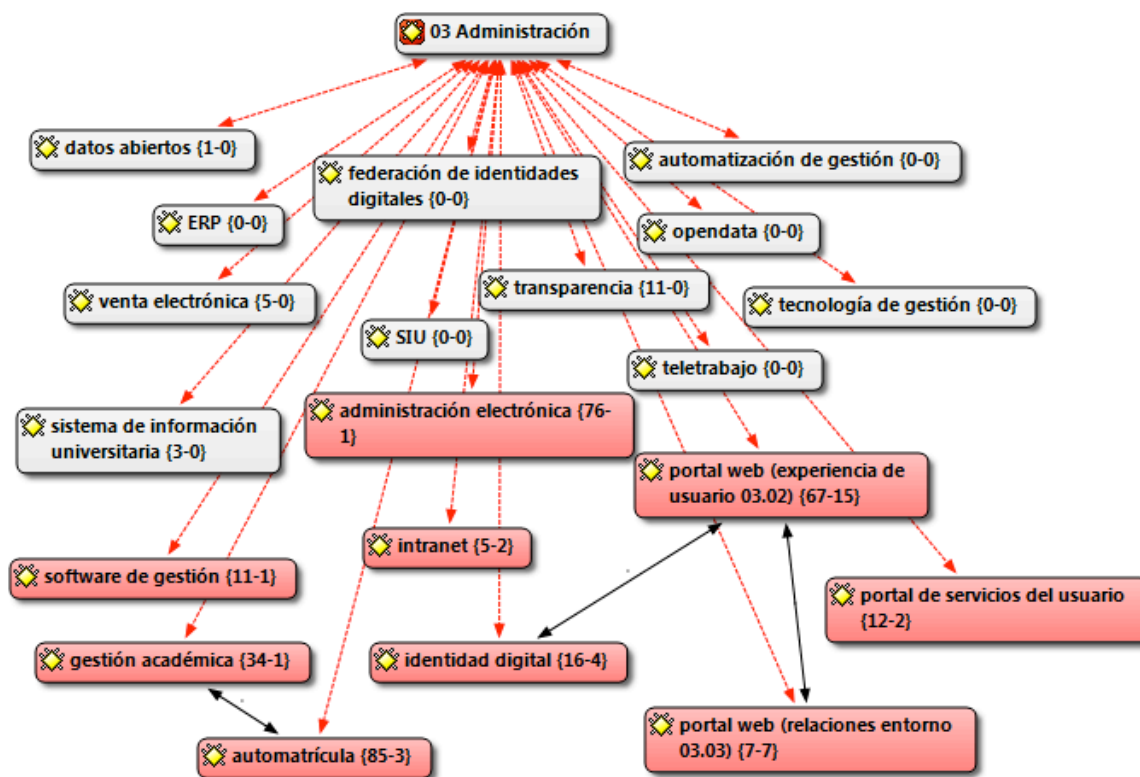 03 Administración
datos abiertos {1-0}
federación de identidades
digitales {0-0}
automatización de gestión {0-0}
ERP {0-0}
opendata {0-0}
venta electrónica {5-0}
transparencia {11-0}
tecnología de gestión {0-0}
SIU {0-0}
teletrabajo {0-0}
sistema de información
universitaria {3-0}
administración electrónica {76-
1}
portal web (experiencia de
usuario 03.02) {67-15}
intranet {5-2}
software de gestión {11-1}
portal de servicios del usuario
{12-2}
gestión académica {34-1}
identidad digital {16-4}
portal web (relaciones entorno
03.03) {7-7}
automatrícula {85-3}